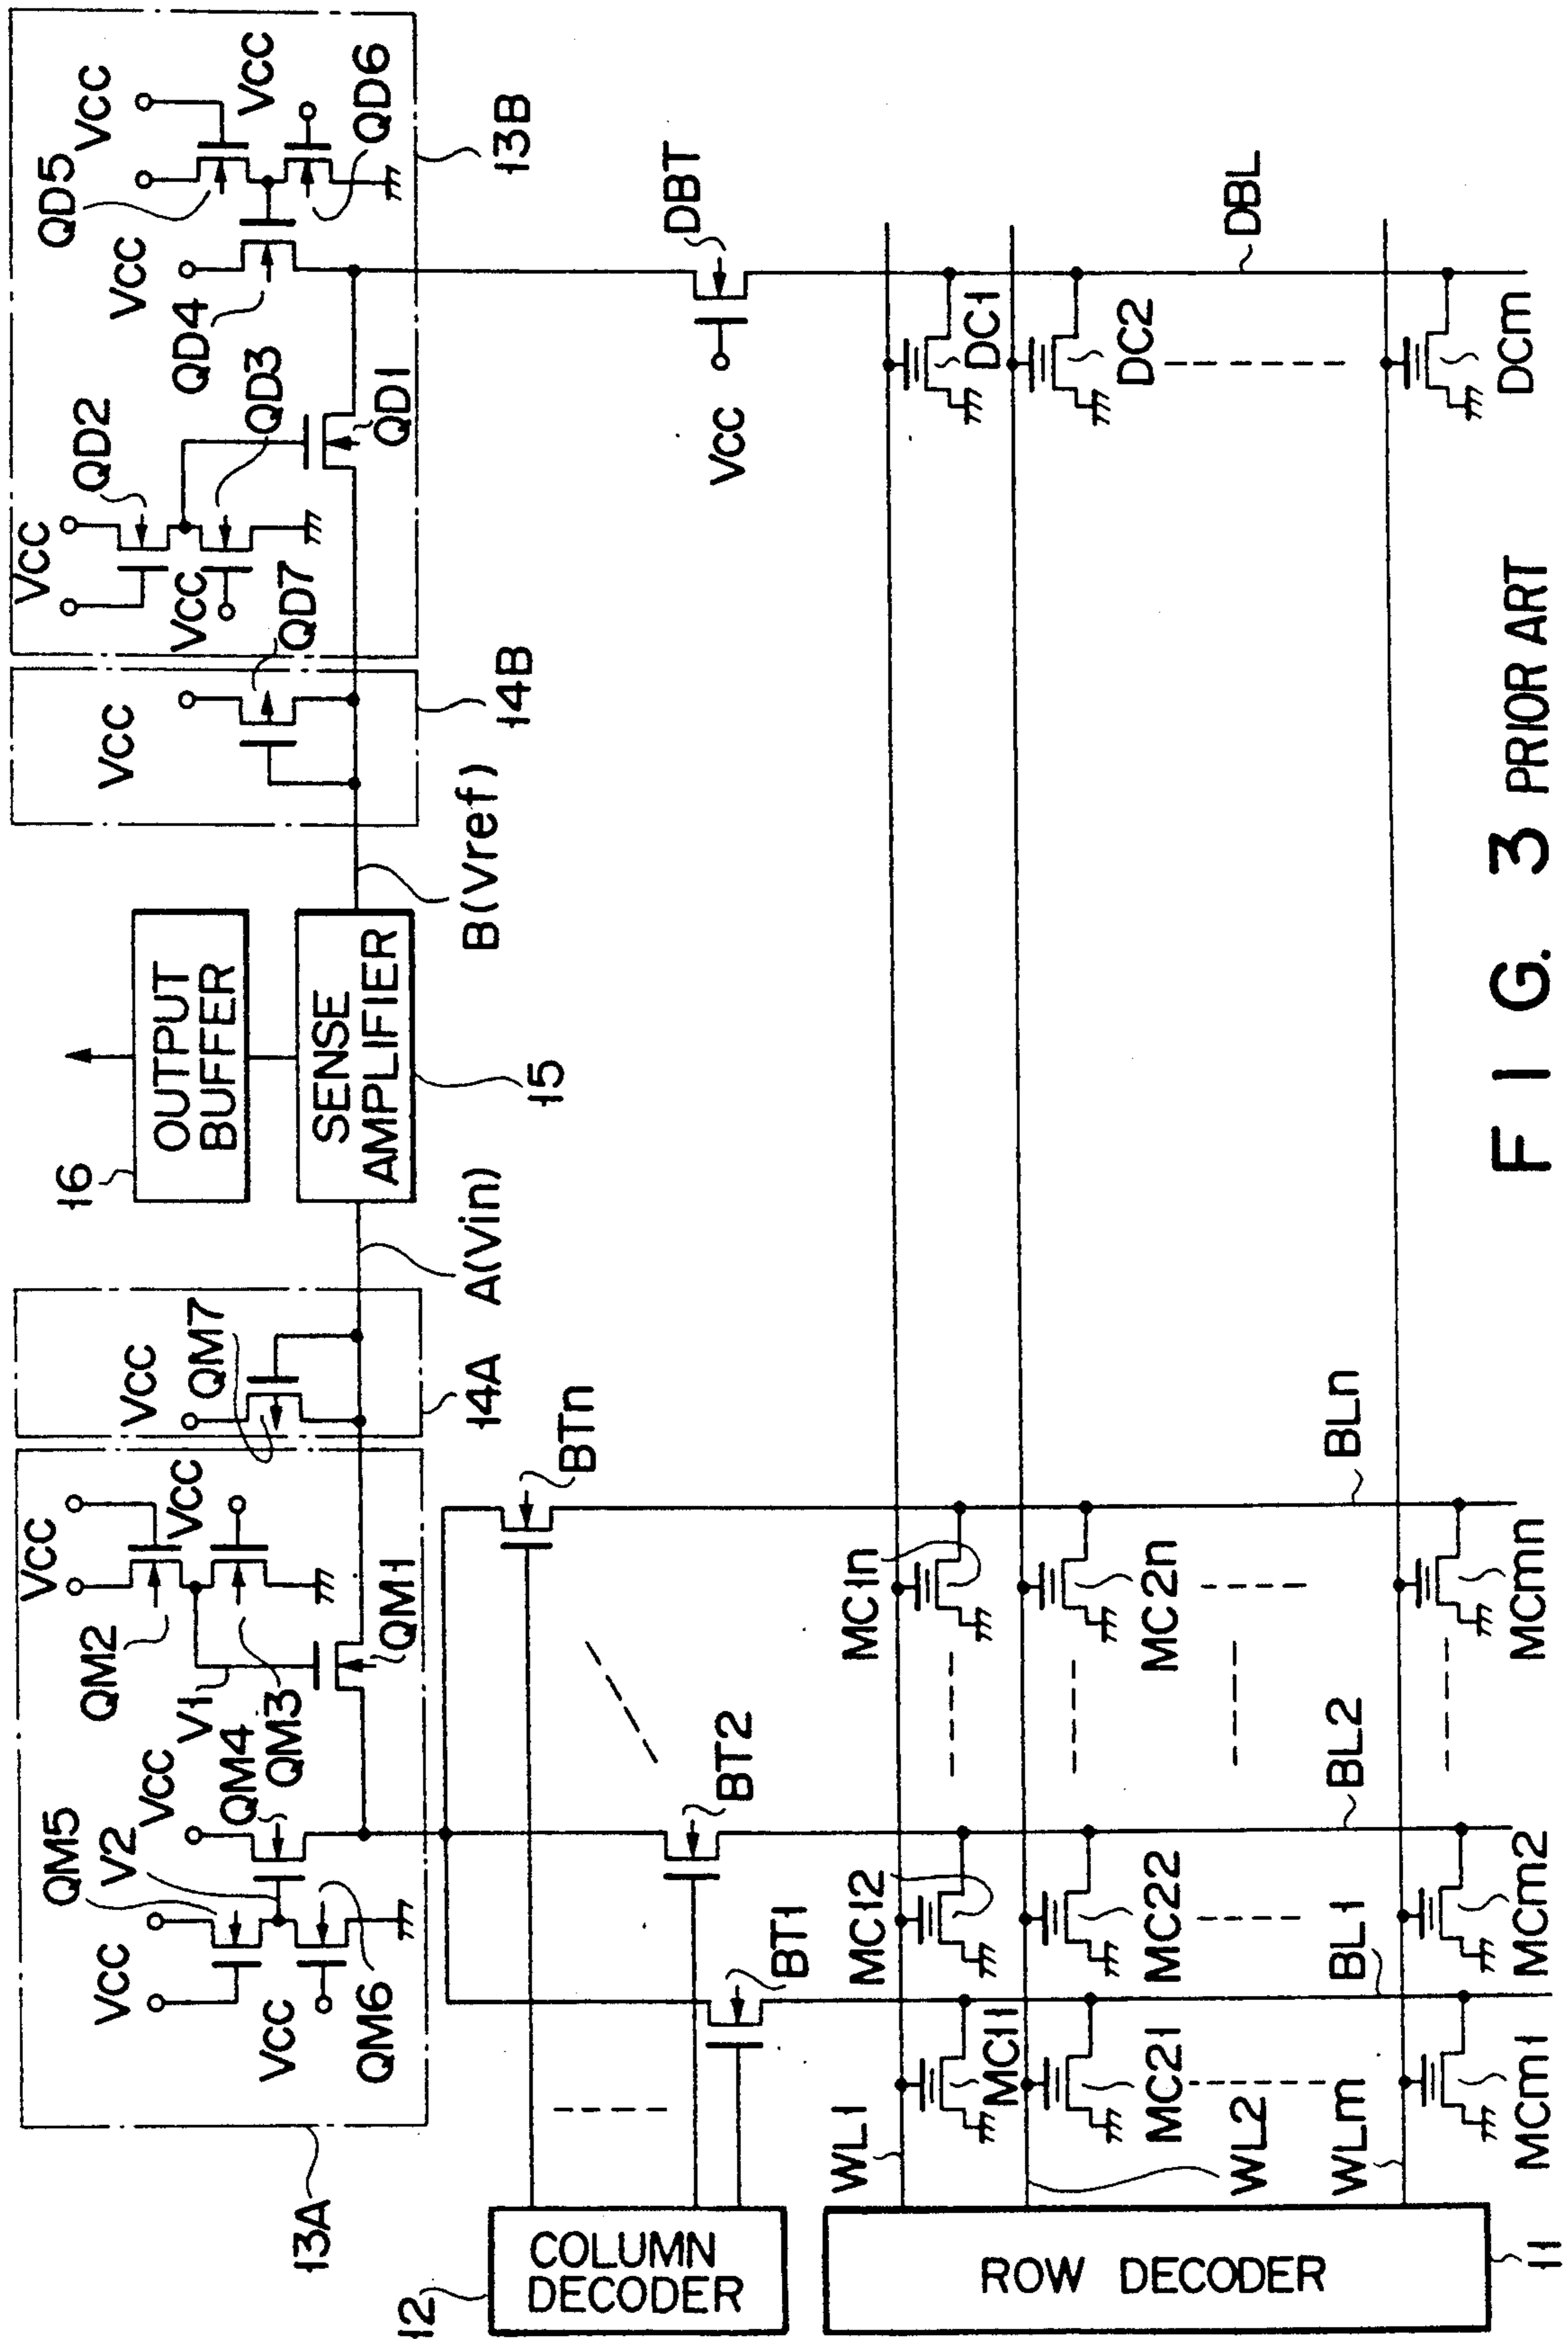 13A
VCC
QM5
V2
VCC
QM4
VCC
QM6
QM2
V1
QM3
VCC
VCC
QM1
VCC
QM7
14A
A(Vin)
16
OUTPUT
BUFFER
SENSE
AMPLIFIER
15
B(Vref)
14B
VCC
QD7
VCC
QD2
VCC
QD3
QD1
VCC
QD4
QD5
VCC
VCC
QD6
13B
12
COLUMN
DECODER
BT1
BT2
BTn
DBT
VCC
ROW DECODER
11
WL1
WL2
WLm
MC11
MC12
MC1n
DC1
MC21
MC22
MC2n
DC2
BL1
BL2
BLn
DBL
MCm1
MCm2
MCmn
DCm
FIG. 3 PRIOR ART